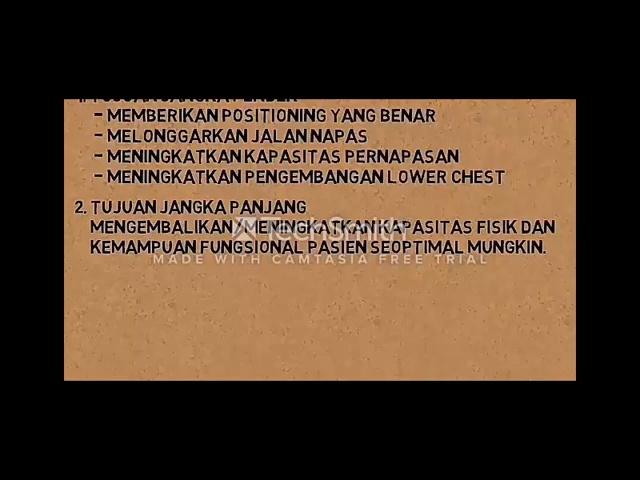 - MEMBERIKAN POSITIONING YANG BENAR
- MELONGGARKAN JALAN NAPAS
- MENINGKATKAN KAPASITAS PERNAPASAN
- MENINGKATKAN PENGEMBANGAN LOWER CHEST
2. TUJUAN JANGKA PANJANG
MENGEMBALIKAN MENINGKATKAN KAPASITAS FISIK DAN
KEMAMPUAN FUNGSIONAL PASIEN SEOPTIMAL MUNGKIN.
TechSmith
MADE WITH CAMTASIA FREE TRIAL